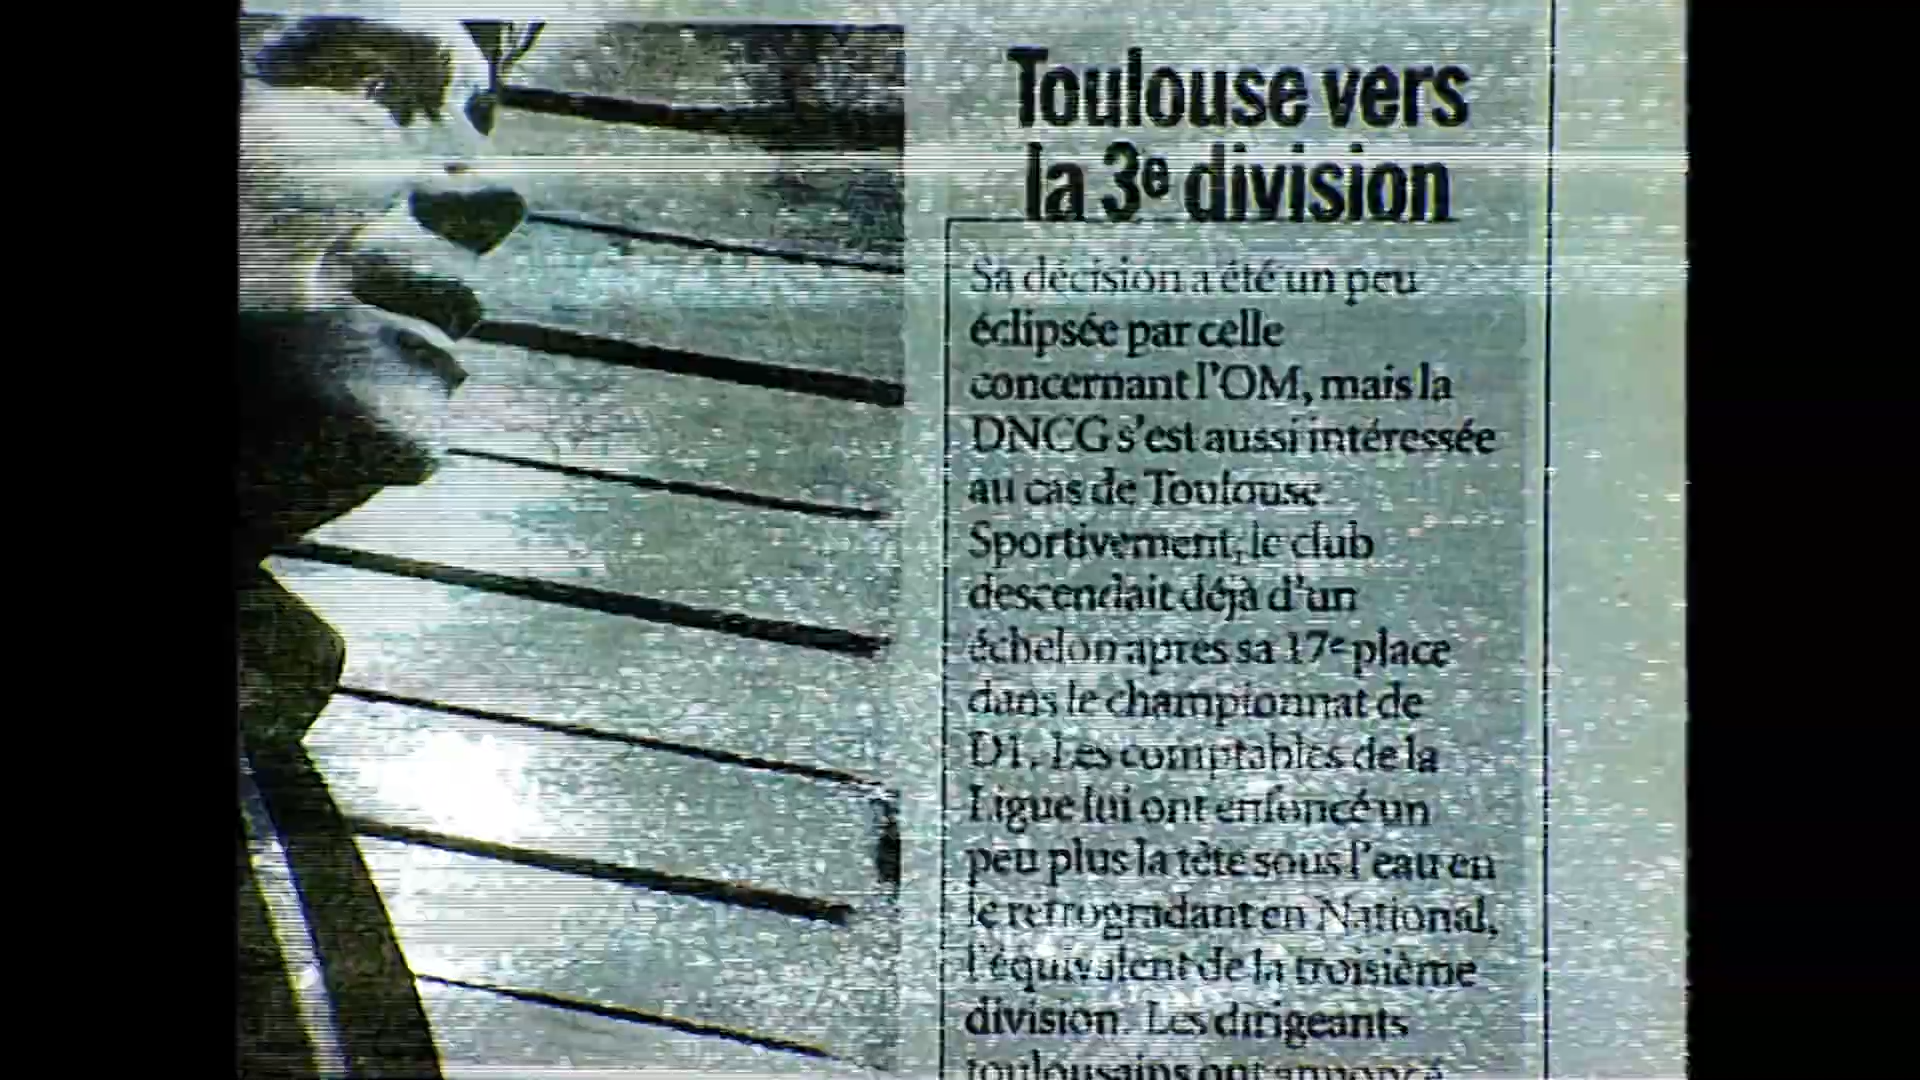 Toulouse vers
la 3e division
Sa décision a été un peu
éclipsée par celle
concernant l'OM, mais la
DNCG s'est aussi intéressée
au cas de Toulouse
Sportivement, le club
descendait déjà d'un
échelon après sa 17e place
dans le championnat de
D1. Les comptables de la
Ligue lui ont enfoncé un
peu plus la tête sous l'eau en
le rétrogradant en National,
l'équivalent de la troisième
division. Les dirigeants
toulousains ont annoncé